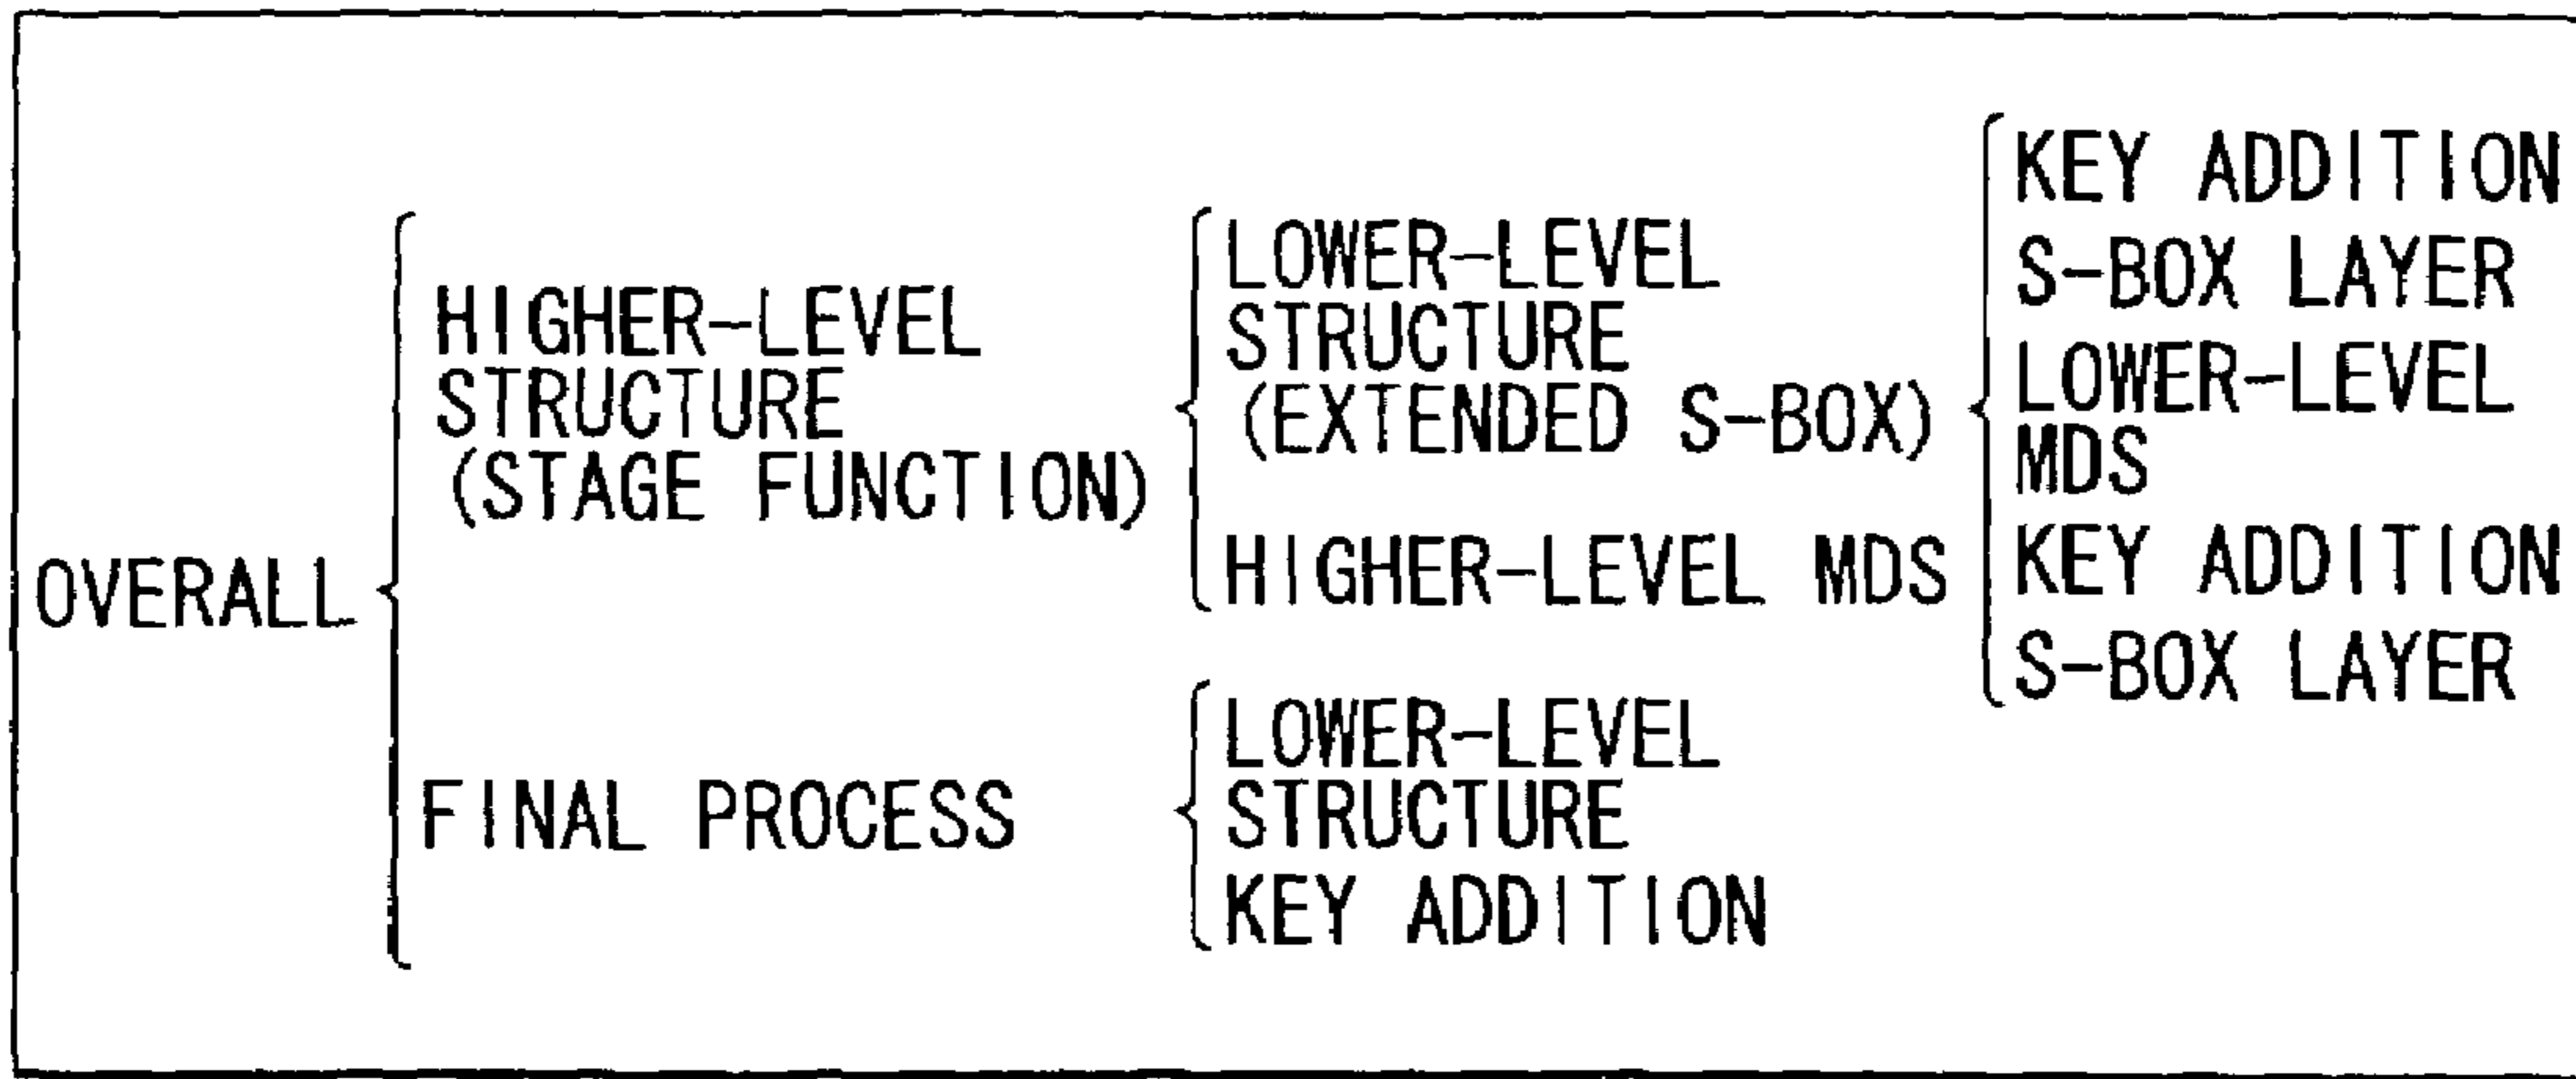 OVERALL
HIGHER-LEVEL
STRUCTURE
(STAGE FUNCTION)
LOWER-LEVEL
STRUCTURE
(EXTENDED S-BOX)
HIGHER-LEVEL MDS
KEY ADDITION
S-BOX LAYER
LOWER-LEVEL
MDS
KEY ADDITION
S-BOX LAYER
FINAL PROCESS
LOWER-LEVEL
STRUCTURE
KEY ADDITION